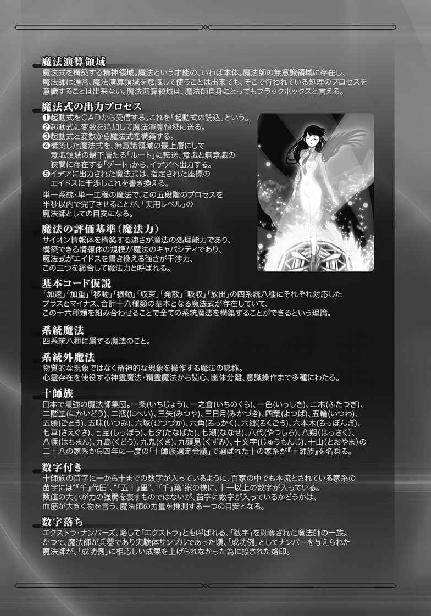 魔法演算領域
魔法式を構築する精神領域。魔法という才能の、いわば本体。魔法師の無意識領域に存在し、
魔法師は通常、魔法演算領域を意識して使うことは出来ても、そこで行われている処理のプロセスを
意識することは出来ない。魔法演算領域は、魔法師自身にとってもブラックボックスと言える。
魔法式の出力プロセス
❶起動式をCADから受信する。これを「起動式の読込」という。
❷起動式に変数を追加して魔法演算領域に送る。
❸起動式と変数から魔法式を構築する。
❹構築した魔法式を、無意識領域の最上層にして
意識領域の最下層たる「ルート」に転送、意識と無意識の
狭間に存在する「ゲート」から、イデアへ出力する。
❺イデアに出力された魔法式は、指定された座標の
エイドスに干渉しこれを書き換える。
単一系統・単一工程の魔法で、この五段階のプロセスを
半秒以内で完了させることが、「実用レベル」の
魔法師としての目安になる。
魔法の評価基準(魔法力)
サイオン情報体を構築する速さが魔法の処理能力であり、
構築できる情報体の規模が魔法のキャパシティであり、
魔法式がエイドスを書き換える強さが干渉力、
この三つを総合して魔法力と呼ばれる。
基本コード仮説
「加速」「加重」「移動」「振動」「収束」「発散」「吸収」「放出」の四系統八種にそれぞれ対応した
プラスとマイナス、合計十六種類の基本となる魔法式が存在していて、
この十六種類を組み合わせることで全ての系統魔法を構築することができるという理論。
系統魔法
四系統八種に属する魔法のこと。
系統外魔法
物質的な現象ではなく精神的な現象を操作する魔法の総称。
心霊存在を使役する神霊魔法・精霊魔法から読心、幽体分離、意識操作まで多種にわたる。
十師族
日本で最強の魔法師集団。一条(いちじょう)、一之倉(いちのくら)、一色(いっしき)、二木(ふたつぎ)、
二階堂(にかいどう)、二瓶(にへい)、三矢(みつや)、三日月(みかづき)、四葉(よつば)、五輪(いつわ)、
五頭(ごとう)、五味(いつみ)、六塚(むつづか)、六角(ろっかく)、六郷(ろくごう)、六本木(ろっぽんぎ)、
七草(さえぐさ)、七宝(しっぽう)、七夕(たなばた)、七瀬(ななせ)、八代(やつしろ)、八朔(はっさく)、
八幡(はちまん)、九島(くどう)、九鬼(くき)、九頭見(くずみ)、十文字(じゅうもんじ)、十山(とおやま)の
二十八の家系から四年に一度の「十師族選定会議」で選ばれた十の家系が『十師族』を名乗る。
数字付き
十師族の苗字に一から十までの数字が入っているように、百家の中でも本流とされている家系の
苗字には『"千"代田』、『"五十"里』、『"千"葉』家の様に、十一以上の数字が入っている。
数値の大小が力の強弱を表すものではないが、苗字に数字が入っているかどうかは、
血筋が大きく物を言う、魔法師の力量を推測する一つの目安となる。
数字落ち
エクストラ・ナンバーズ、略して「エクストラ」とも呼ばれる、「数字」を剥奪された魔法師の一族。
かつて、魔法師が兵器であり実験体サンプルであった頃、「成功例」としてナンバーを与えられた
魔法師が、「成功例」に相応しい成果を上げられなかった為に捺された烙印。